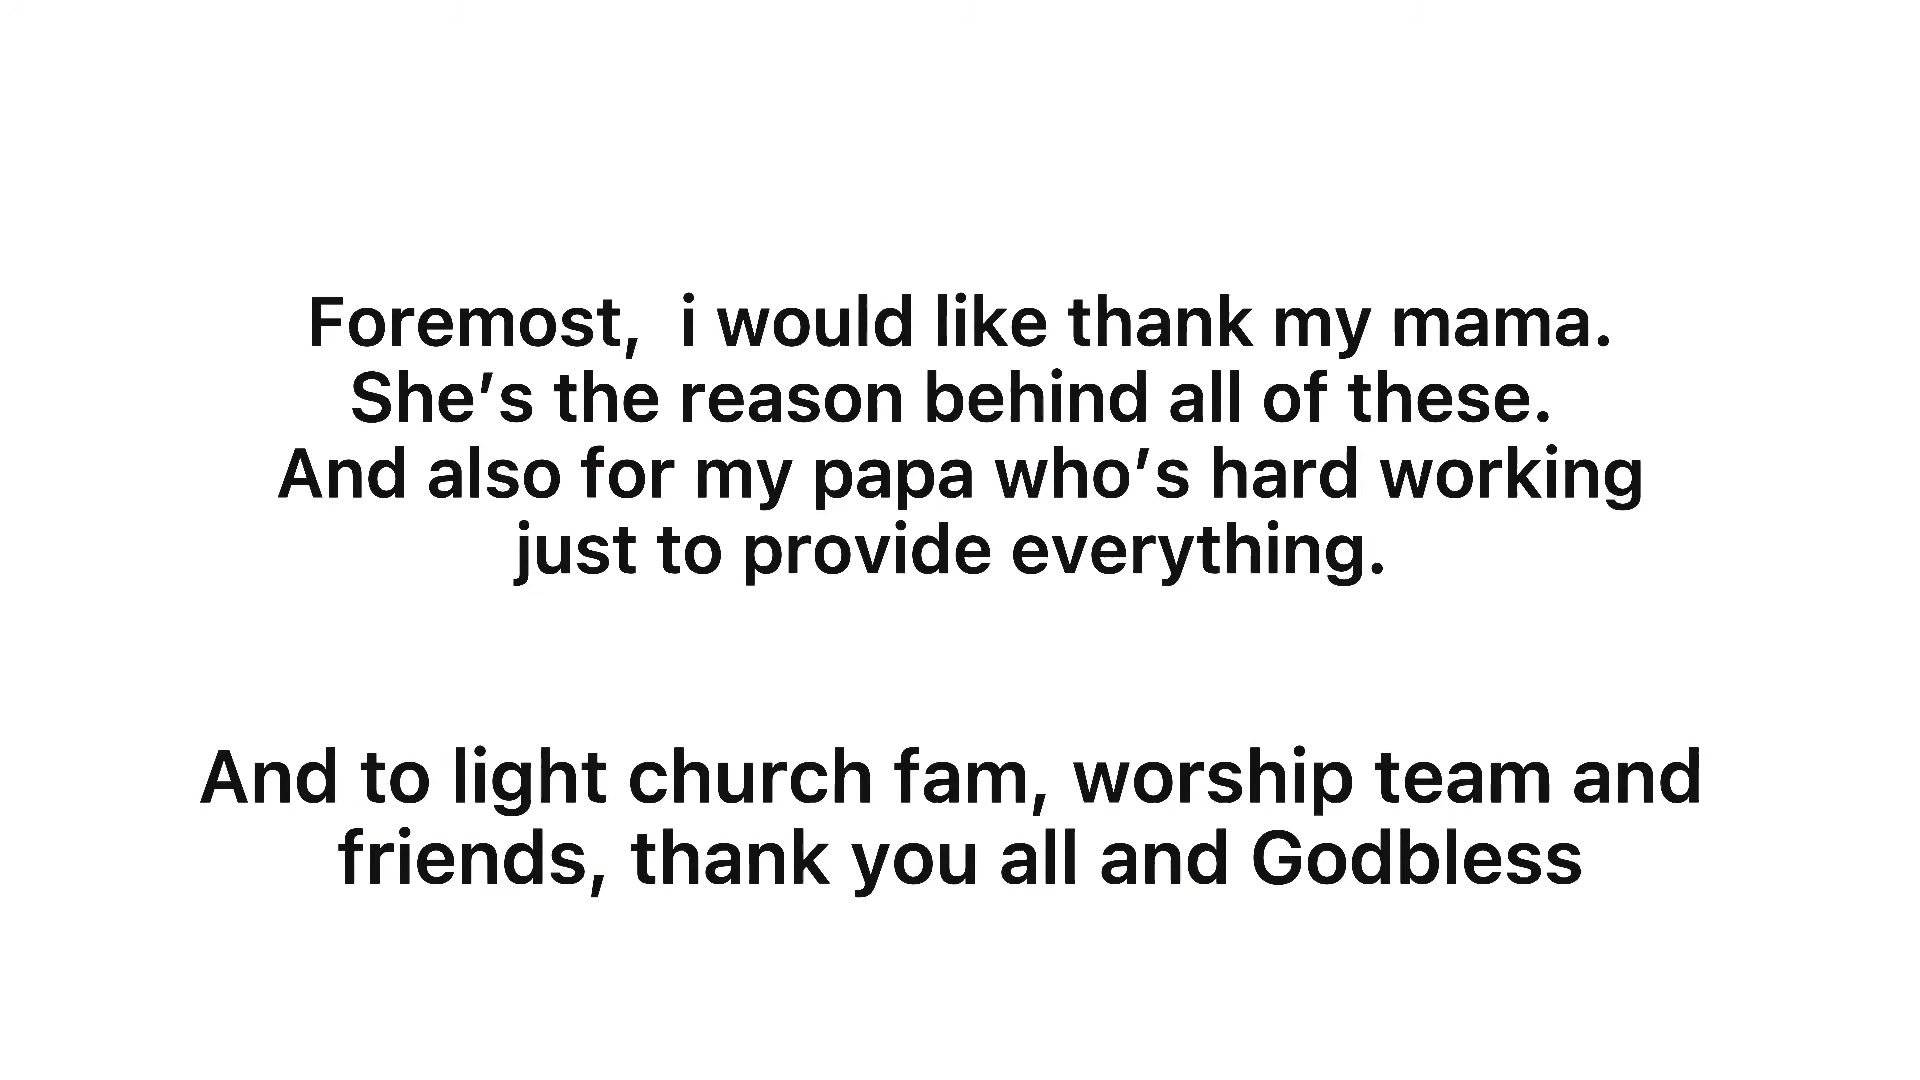 Foremost,  i would like thank my mama.
She’s the reason behind all of these.
And also for my papa who’s hard working
just to provide everything.
And to light church fam, worship team and
friends, thank you all and Godbless